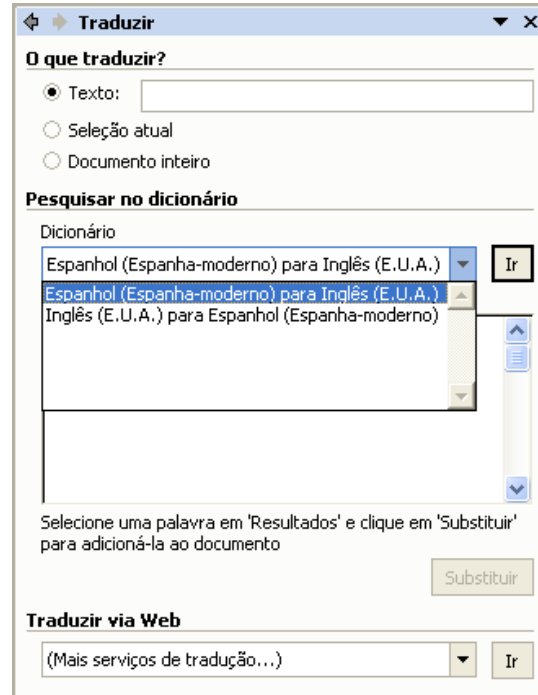 Traduzir
O que traduzir?
Texto:
Seleção atual
Documento inteiro
Pesquisar no dicionário
Dicionário
Espanhol (Espanha-moderno) para Inglês (E.U.A.)
Ir
Espanhol (Espanha-moderno) para Inglês (E.U.A.)
Inglês (E.U.A.) para Espanhol (Espanha-moderno)
Selecione uma palavra em 'Resultados' e clique em 'Substituir'
para adicioná-la ao documento
Substituir
Traduzir via Web
(Mais serviços de tradução...)
Ir